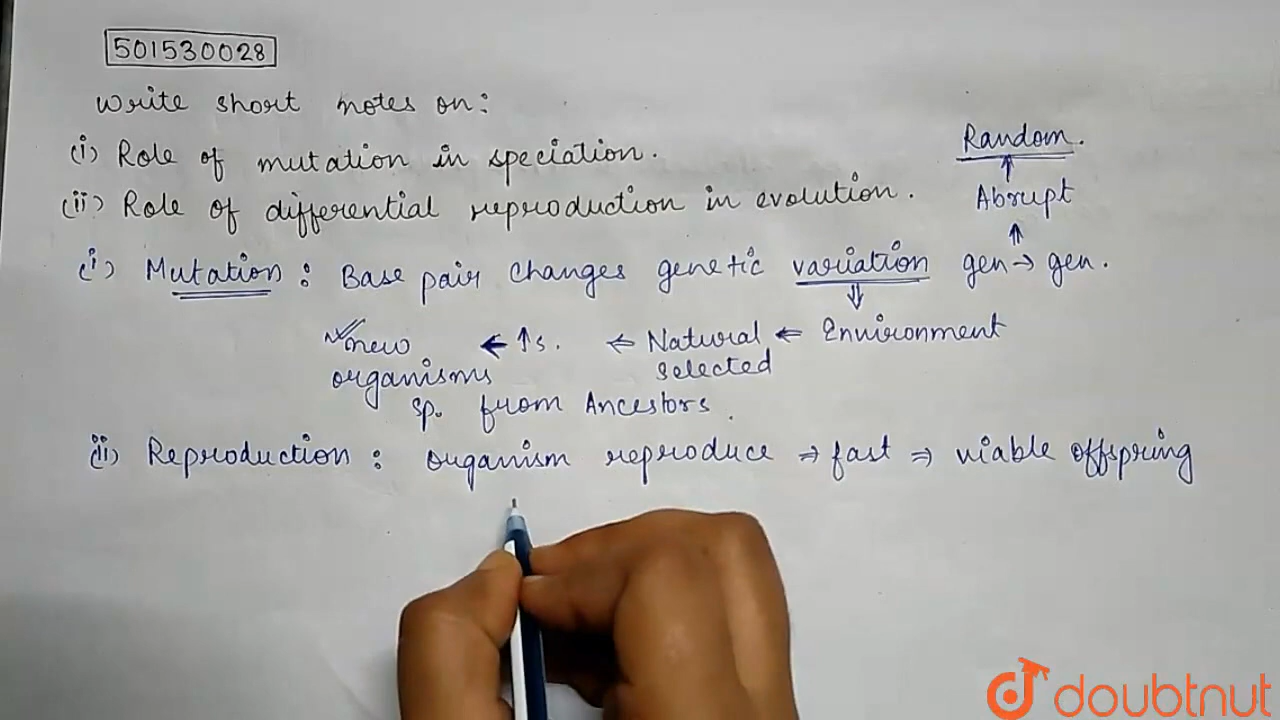 501530028
Write short notes on:
(i) Role of mutation in speciation.
(ii) Role of differential reproduction in evolution.
Random.
↑
Abrupt
↑
(i) Mutation : Base pair changes genetic variation gen → gen.
⇓
new ← ↑s. ⇐ Natural ⇐ Environment
organisms selected
sp. from Ancestors.
(ii) Reproduction : organism reproduce ⇒ fast ⇒ viable offspring
doubtnut